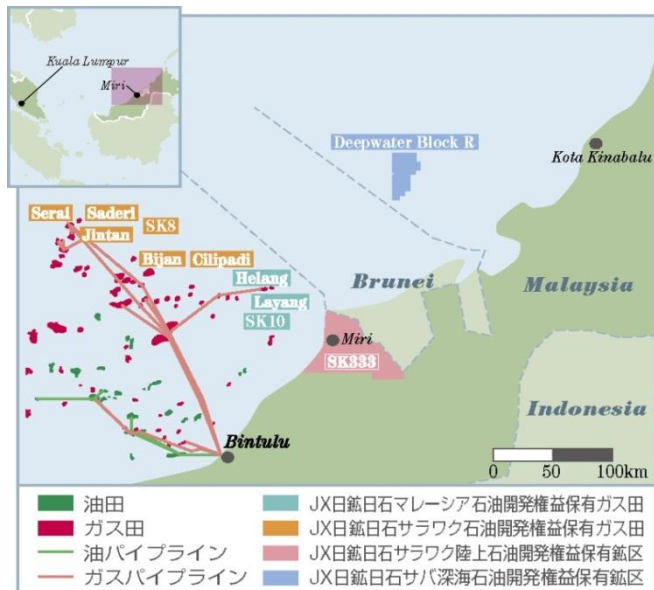 Kuala Lumpur
Miri
Deepwater Block R
Kota Kinabalu
Serai Saderi
SK8
Jintan
Bijan Cilipadi
Helang
Layang
SK10
Brunei
Malaysia
Miri
SK333
Indonesia
Bintulu
0 50 100km
油田
ガス田
油パイプライン
ガスパイプライン
JX日鉱日石マレーシア石油開発権益保有ガス田
JX日鉱日石サラワク石油開発権益保有ガス田
JX日鉱日石サラワク陸上石油開発権益保有鉱区
JX日鉱日石サバ深海石油開発権益保有鉱区